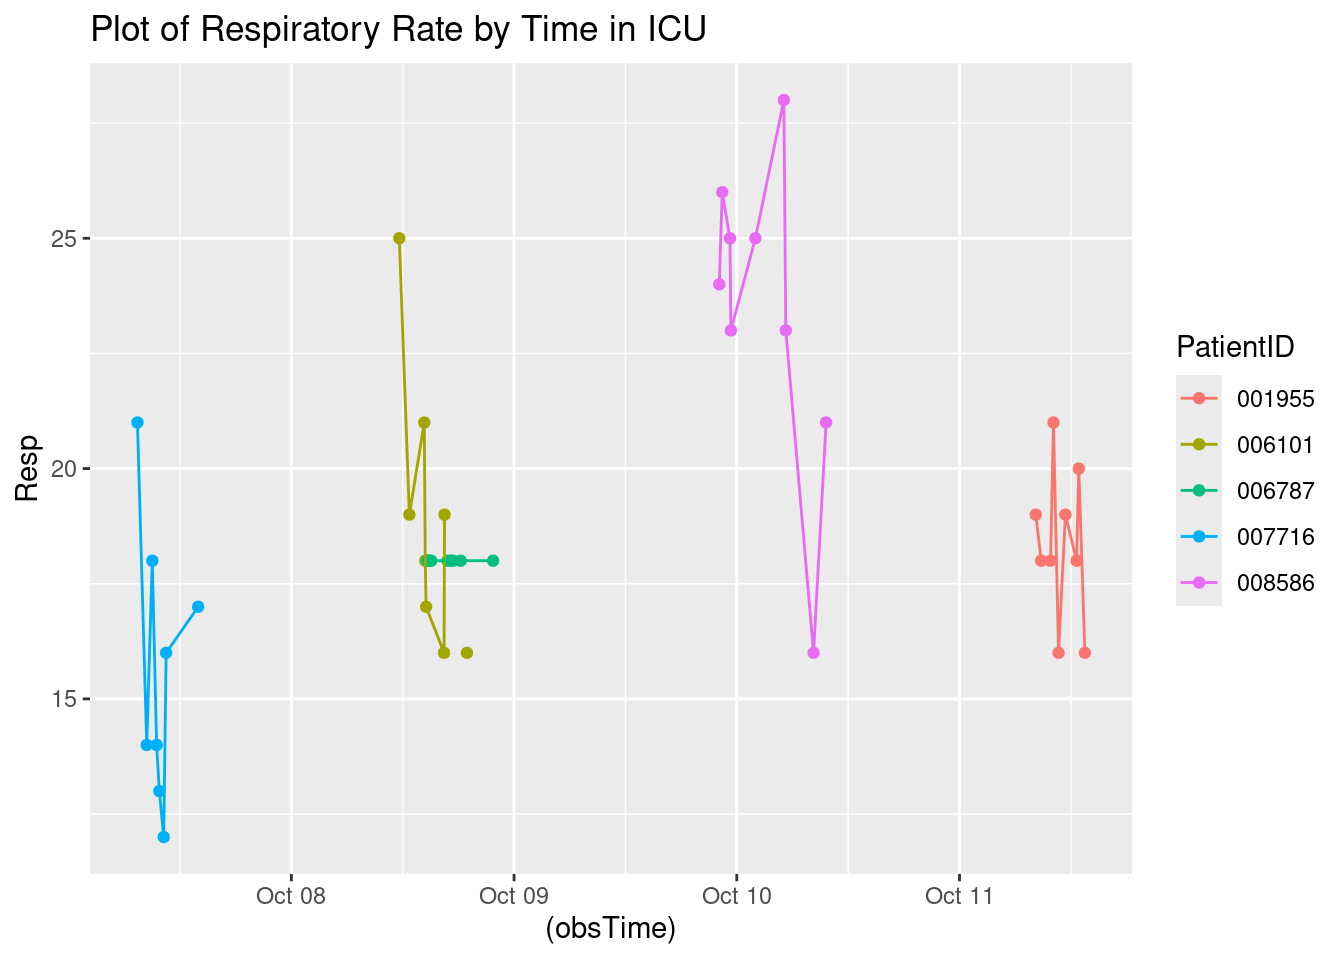 Plot of Respiratory Rate by Time in ICU
25
20
15
Resp
Oct 08 Oct 09 Oct 10 Oct 11
(obsTime)
PatientID
001955
006101
006787
007716
008586